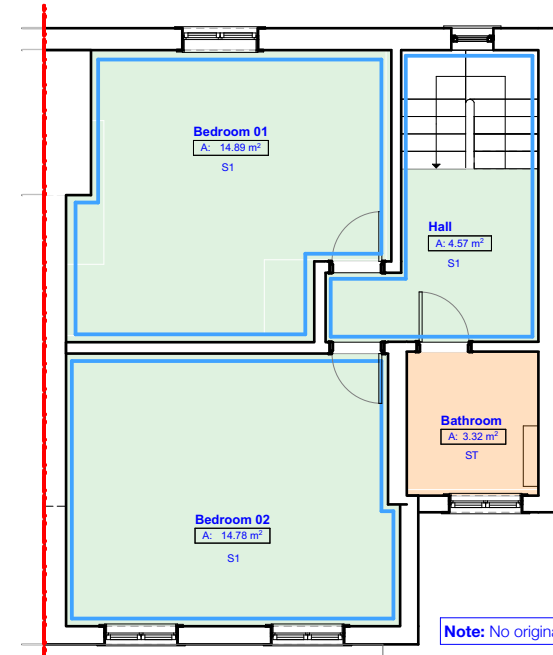 Bedroom 01
A: 14.89 m²
S1
Hall
A: 4.57 m²
S1
Bathroom
A: 3.32 m²
ST
Bedroom 02
A: 14.78 m²
S1
Note: No origina